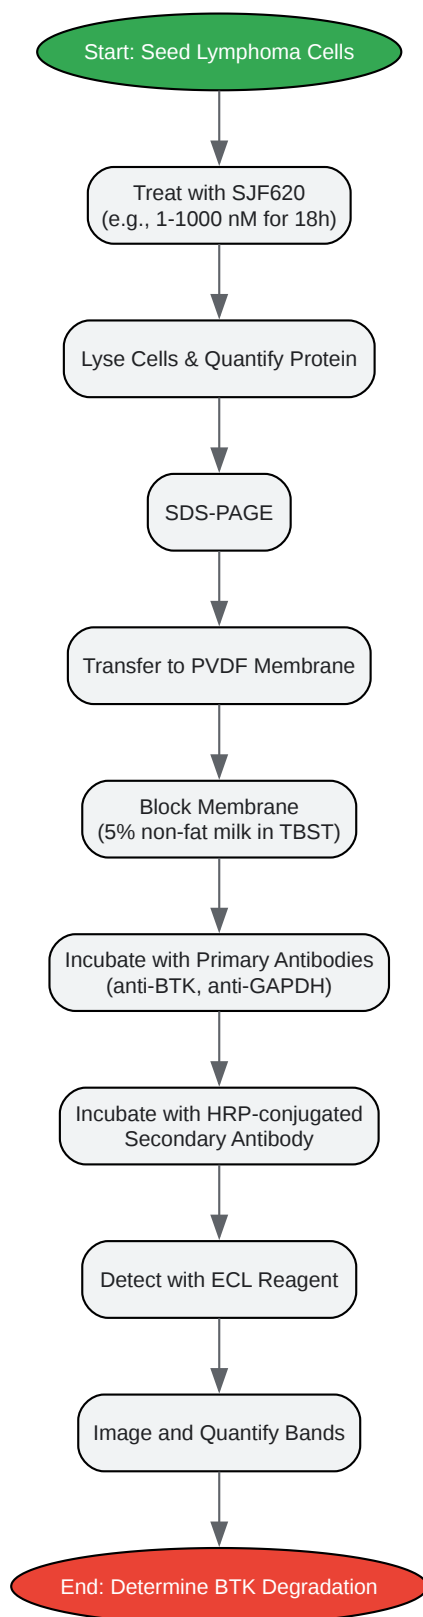 Start: Seed Lymphoma Cells
Treat with SJF620
(e.g., 1-1000 nM for 18h)
Lyse Cells & Quantify Protein
SDS-PAGE
Transfer to PVDF Membrane
Block Membrane
(5% non-fat milk in TBST)
Incubate with Primary Antibodies
(anti-BTK, anti-GAPDH)
Incubate with HRP-conjugated
Secondary Antibody
Detect with ECL Reagent
Image and Quantify Bands
End: Determine BTK Degradation